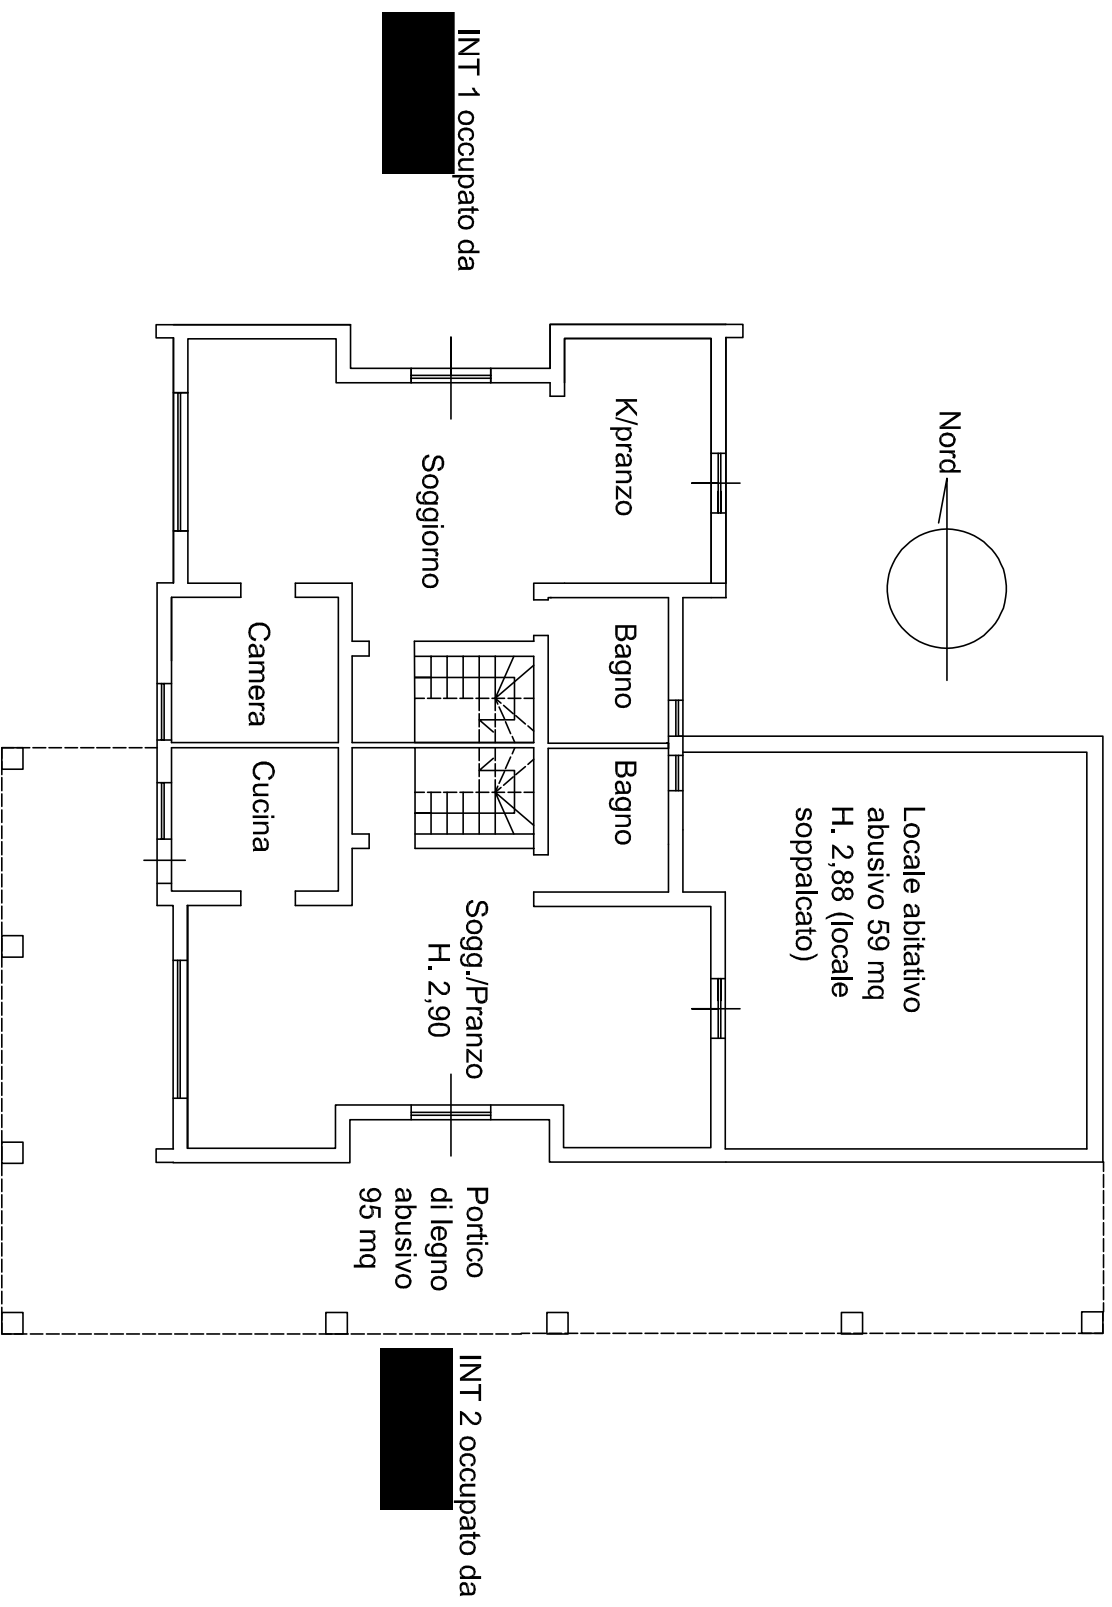 INT 1 occupato da
Nord
K/pranzo
Soggiorno
Bagno
Camera
Locale abitativo
abusivo 59 mq
H. 2,88 (locale
soppalcato)
Bagno
Cucina
Sogg./Pranzo
H. 2,90
Portico
di legno
abusivo
95 mq
INT 2 occupato da